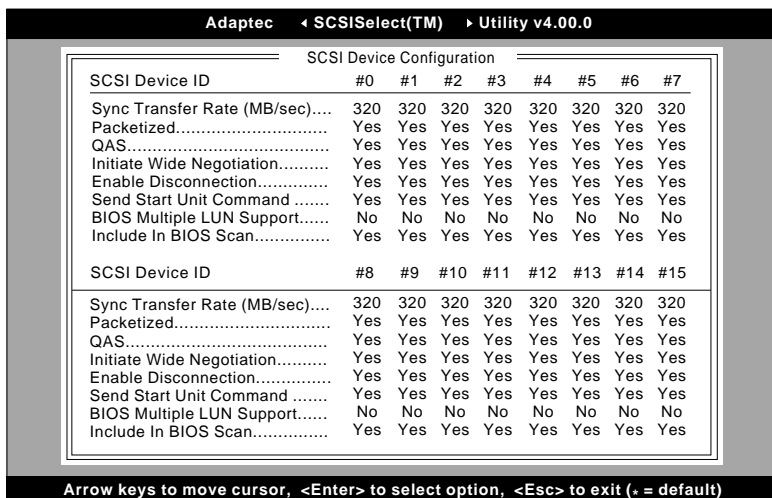 Adaptec ◂ SCSISelect(TM) ▸ Utility v4.00.0
SCSI Device Configuration
SCSI Device ID #0 #1 #2 #3 #4 #5 #6 #7
Sync Transfer Rate (MB/sec).... 320 320 320 320 320 320 320 320
Packetized.............................. Yes Yes Yes Yes Yes Yes Yes Yes
QAS........................................ Yes Yes Yes Yes Yes Yes Yes Yes
Initiate Wide Negotiation.......... Yes Yes Yes Yes Yes Yes Yes Yes
Enable Disconnection.............. Yes Yes Yes Yes Yes Yes Yes Yes
Send Start Unit Command ....... Yes Yes Yes Yes Yes Yes Yes Yes
BIOS Multiple LUN Support...... No No No No No No No No
Include In BIOS Scan............... Yes Yes Yes Yes Yes Yes Yes Yes
SCSI Device ID #8 #9 #10 #11 #12 #13 #14 #15
Sync Transfer Rate (MB/sec).... 320 320 320 320 320 320 320 320
Packetized............................... Yes Yes Yes Yes Yes Yes Yes Yes
QAS........................................ Yes Yes Yes Yes Yes Yes Yes Yes
Initiate Wide Negotiation.......... Yes Yes Yes Yes Yes Yes Yes Yes
Enable Disconnection............... Yes Yes Yes Yes Yes Yes Yes Yes
Send Start Unit Command ....... Yes Yes Yes Yes Yes Yes Yes Yes
BIOS Multiple LUN Support...... No No No No No No No No
Include In BIOS Scan............... Yes Yes Yes Yes Yes Yes Yes Yes
Arrow keys to move cursor, <Enter> to select option, <Esc> to exit (* = default)